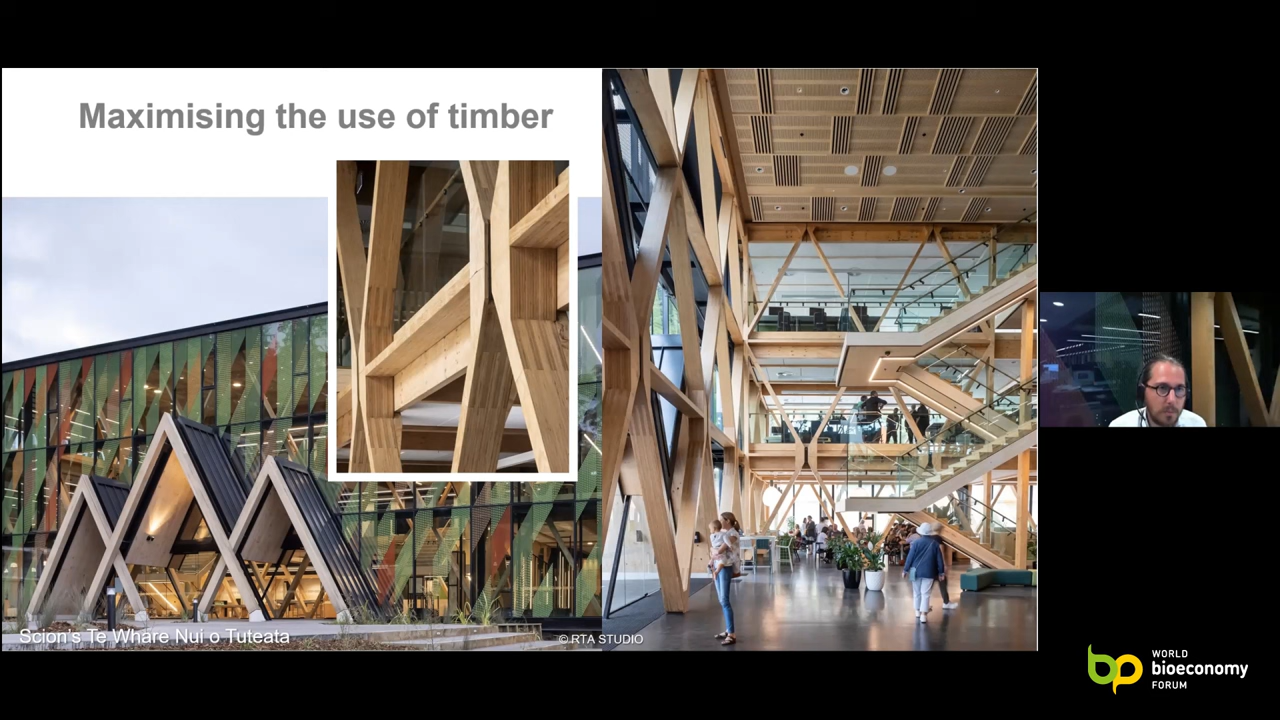 Maximising the use of timber
Scion's Te Whare Nui o Tuteata
© RTA STUDIO
WORLD
bioeconomy
FORUM